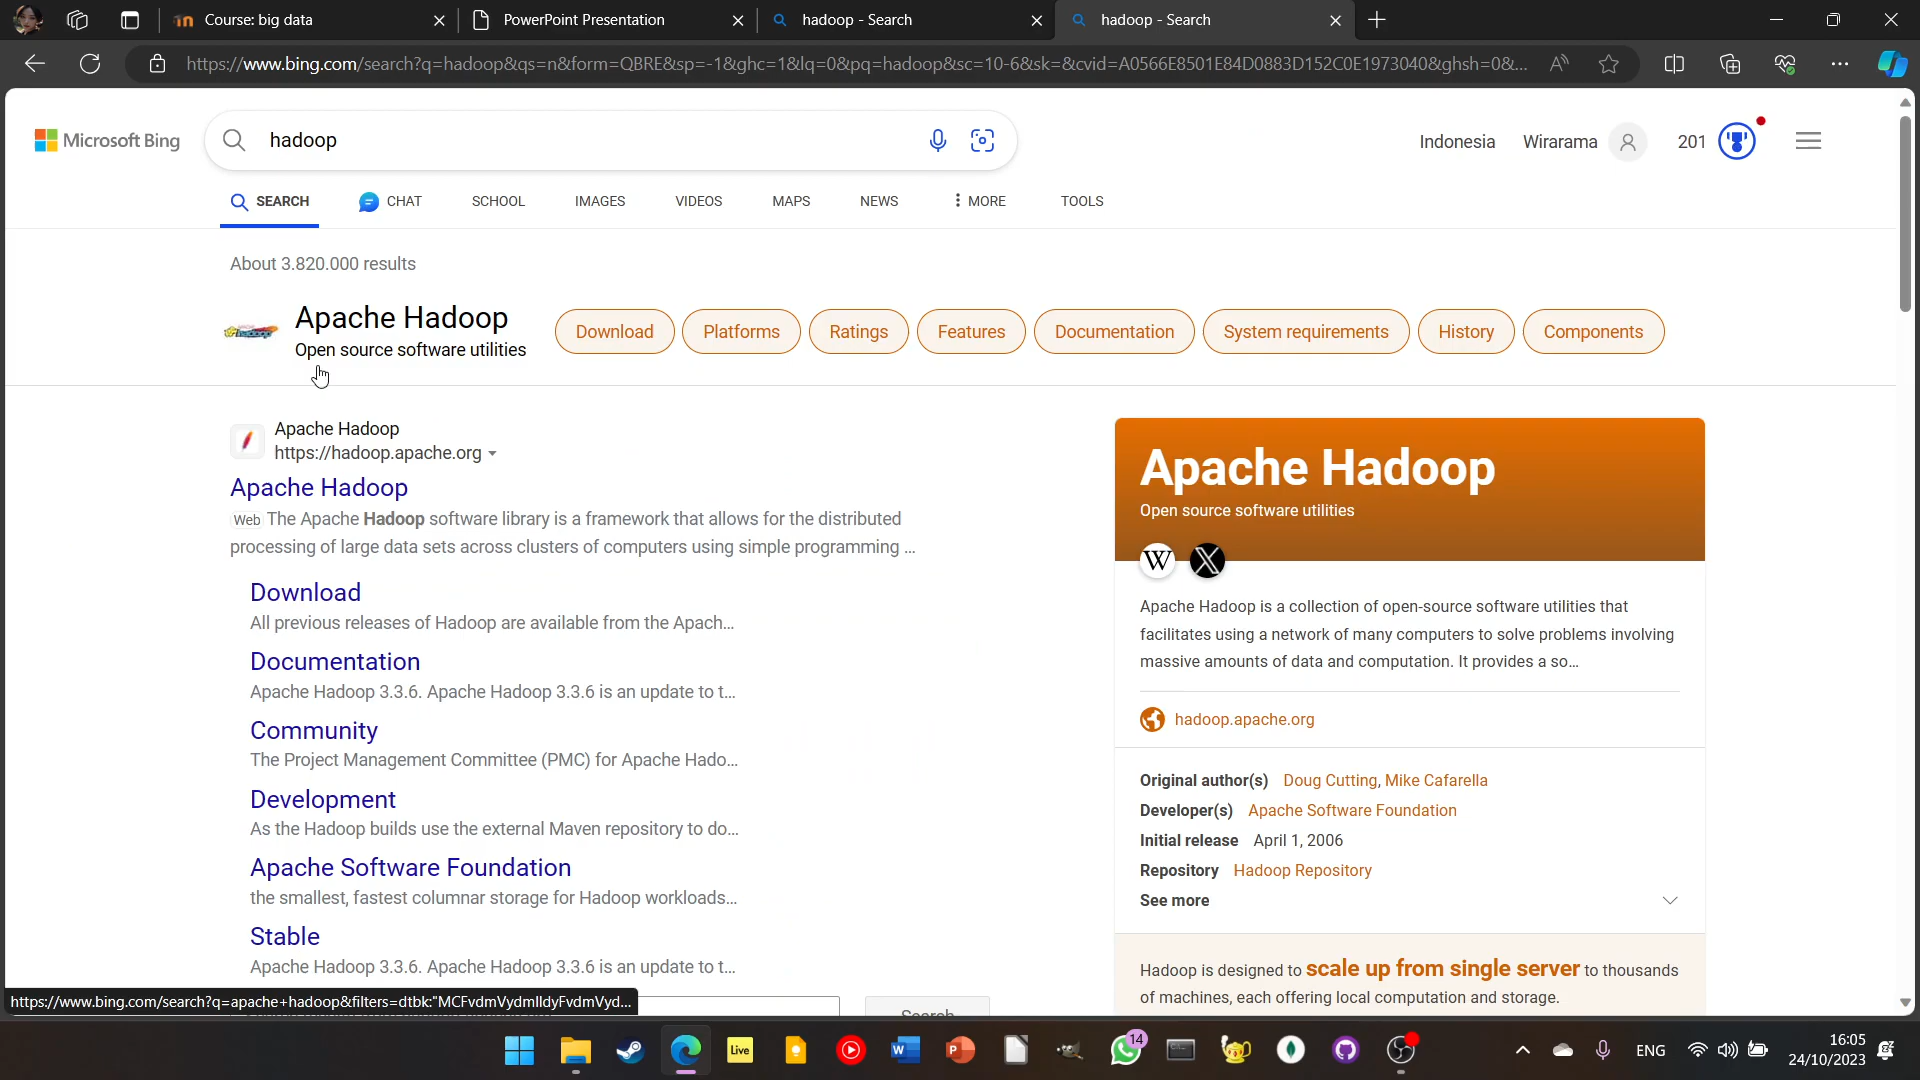 Course: big data
PowerPoint Presentation
hadoop - Search
hadoop - Search
https://www.bing.com/search?q=hadoop&qs=n&form=QBRE&sp=-1&ghc=1&lq=0&pq=hadoop&sc=10-6&sk=&cvid=A0566E8501E84D0883D152C0E1973040&ghsh=0&...
Microsoft Bing
hadoop
Indonesia Wirarama 201
SEARCH CHAT SCHOOL IMAGES VIDEOS MAPS NEWS MORE TOOLS
About 3.820.000 results
Apache Hadoop
Open source software utilities
Download Platforms Ratings Features Documentation System requirements History Components
Apache Hadoop
https://hadoop.apache.org
Apache Hadoop
Web The Apache Hadoop software library is a framework that allows for the distributed
processing of large data sets across clusters of computers using simple programming ...
Download
All previous releases of Hadoop are available from the Apach...
Documentation
Apache Hadoop 3.3.6. Apache Hadoop 3.3.6 is an update to t...
Community
The Project Management Committee (PMC) for Apache Hado...
Development
As the Hadoop builds use the external Maven repository to do...
Apache Software Foundation
the smallest, fastest columnar storage for Hadoop workloads...
Stable
Apache Hadoop 3.3.6. Apache Hadoop 3.3.6 is an update to t...
Search
https://www.bing.com/search?q=apache+hadoop&filters=dtbk:"MCFvdmVydmlldyFvdmVyd...
Apache Hadoop
Open source software utilities
W X
Apache Hadoop is a collection of open-source software utilities that
facilitates using a network of many computers to solve problems involving
massive amounts of data and computation. It provides a so...
hadoop.apache.org
Original author(s) Doug Cutting, Mike Cafarella
Developer(s) Apache Software Foundation
Initial release April 1, 2006
Repository Hadoop Repository
See more
Hadoop is designed to scale up from single server to thousands
of machines, each offering local computation and storage.
Live
14
ENG
16:05
24/10/2023